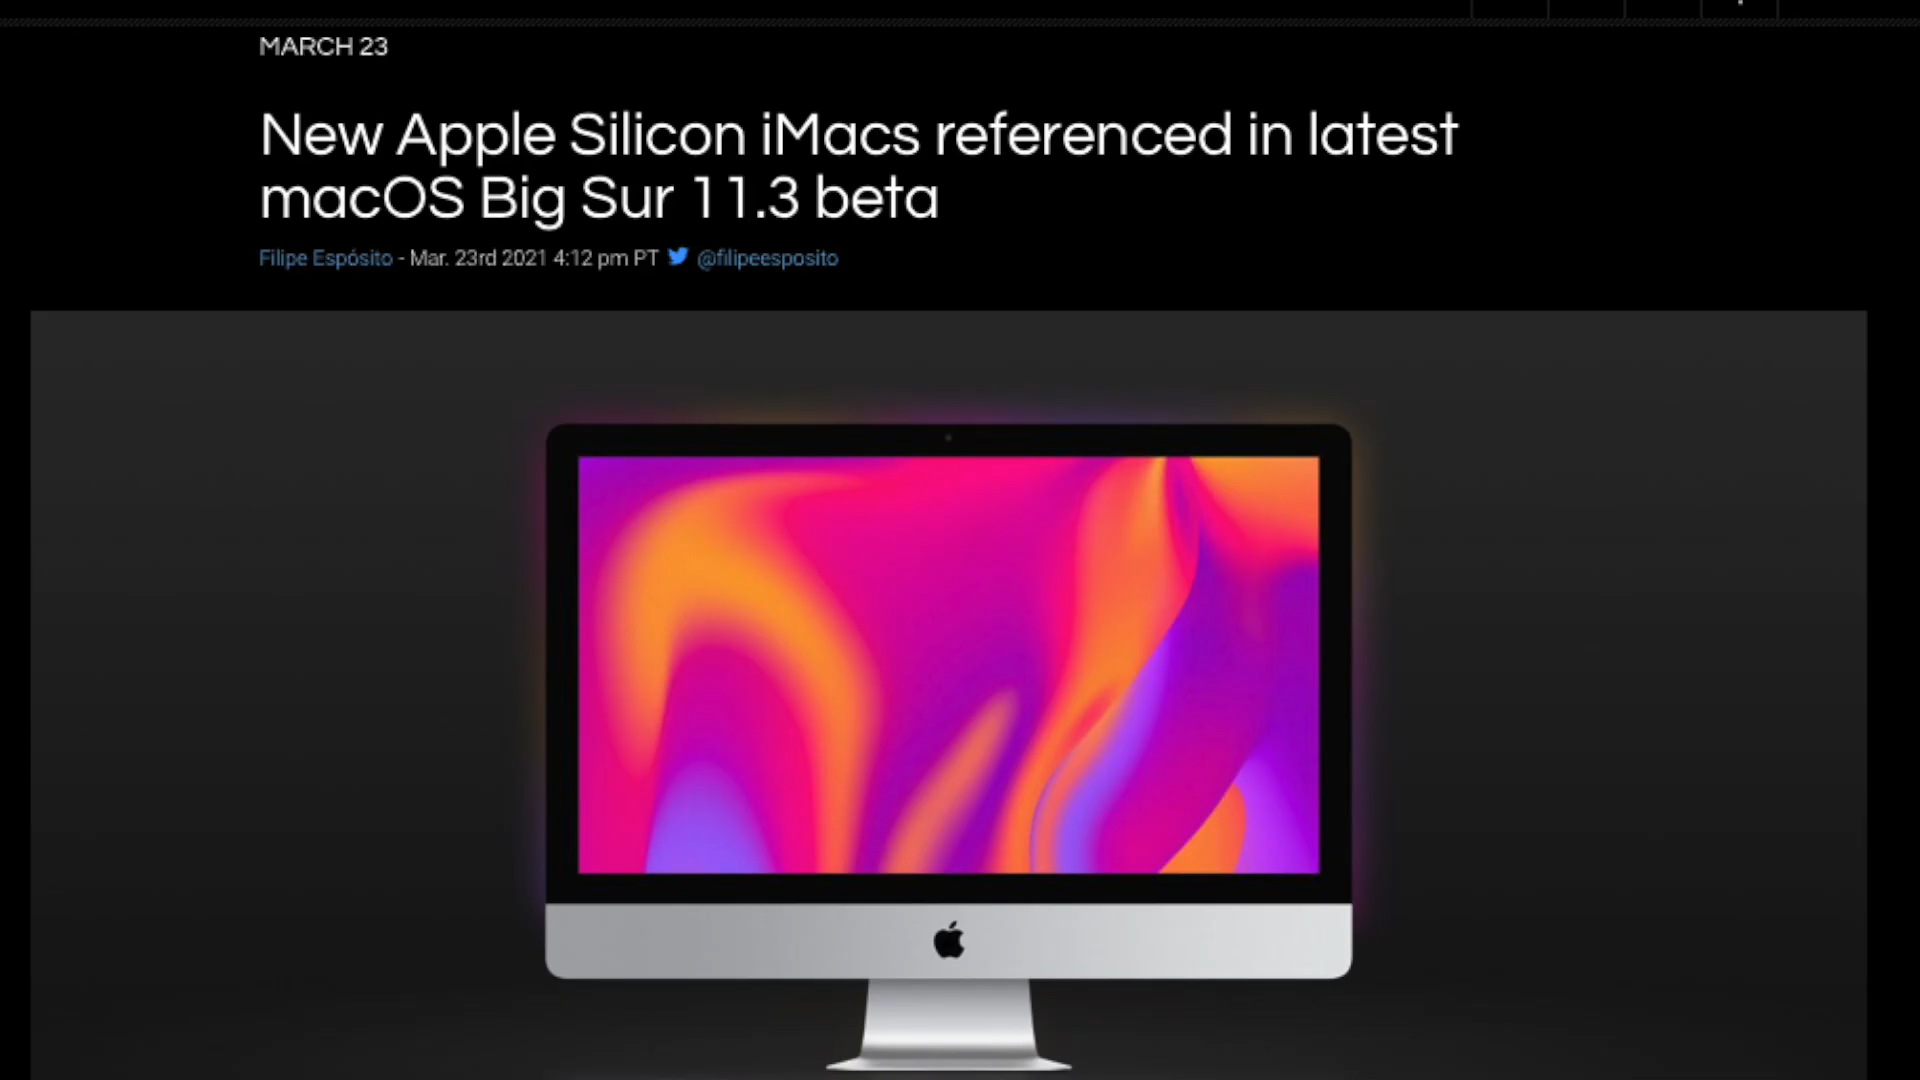 MARCH 23
New Apple Silicon iMacs referenced in latest
macOS Big Sur 11.3 beta
Filipe Espósito - Mar. 23rd 2021 4:12 pm PT @filipeesposito